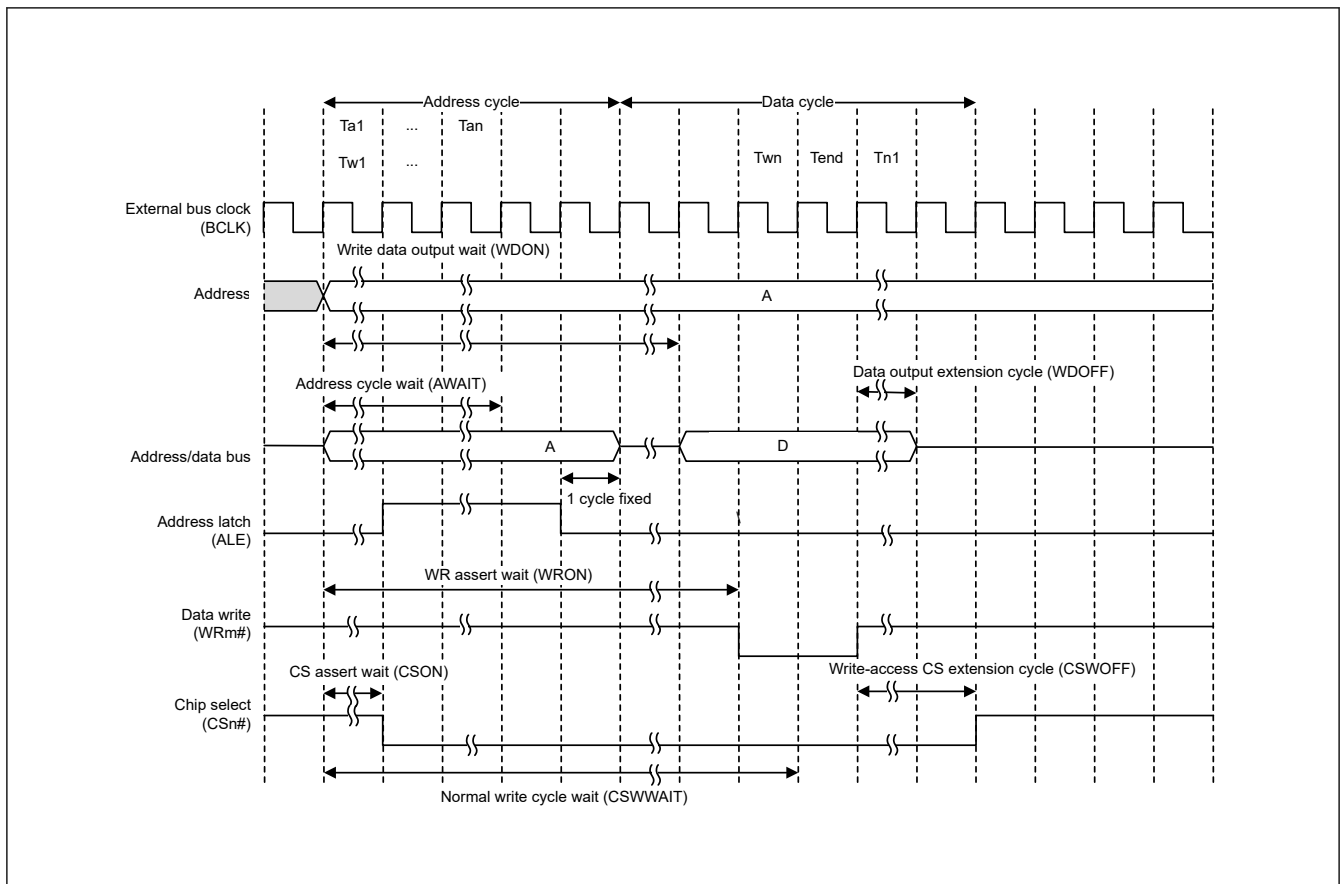 Address cycle Data cycle
Ta1 ... Tan
Twn Tend Tn1
Tw1 ...
External bus clock
(BCLK)
Write data output wait (WDON)
Address
A
Data output extension cycle (WDOFF)
Address cycle wait (AWAIT)
A D
Address/data bus
1 cycle fixed
Address latch
(ALE)
WR assert wait (WRON)
Data write
(WRm#)
CS assert wait (CSON) Write-access CS extension cycle (CSWOFF)
Chip select
(CSn#)
Normal write cycle wait (CSWWAIT)